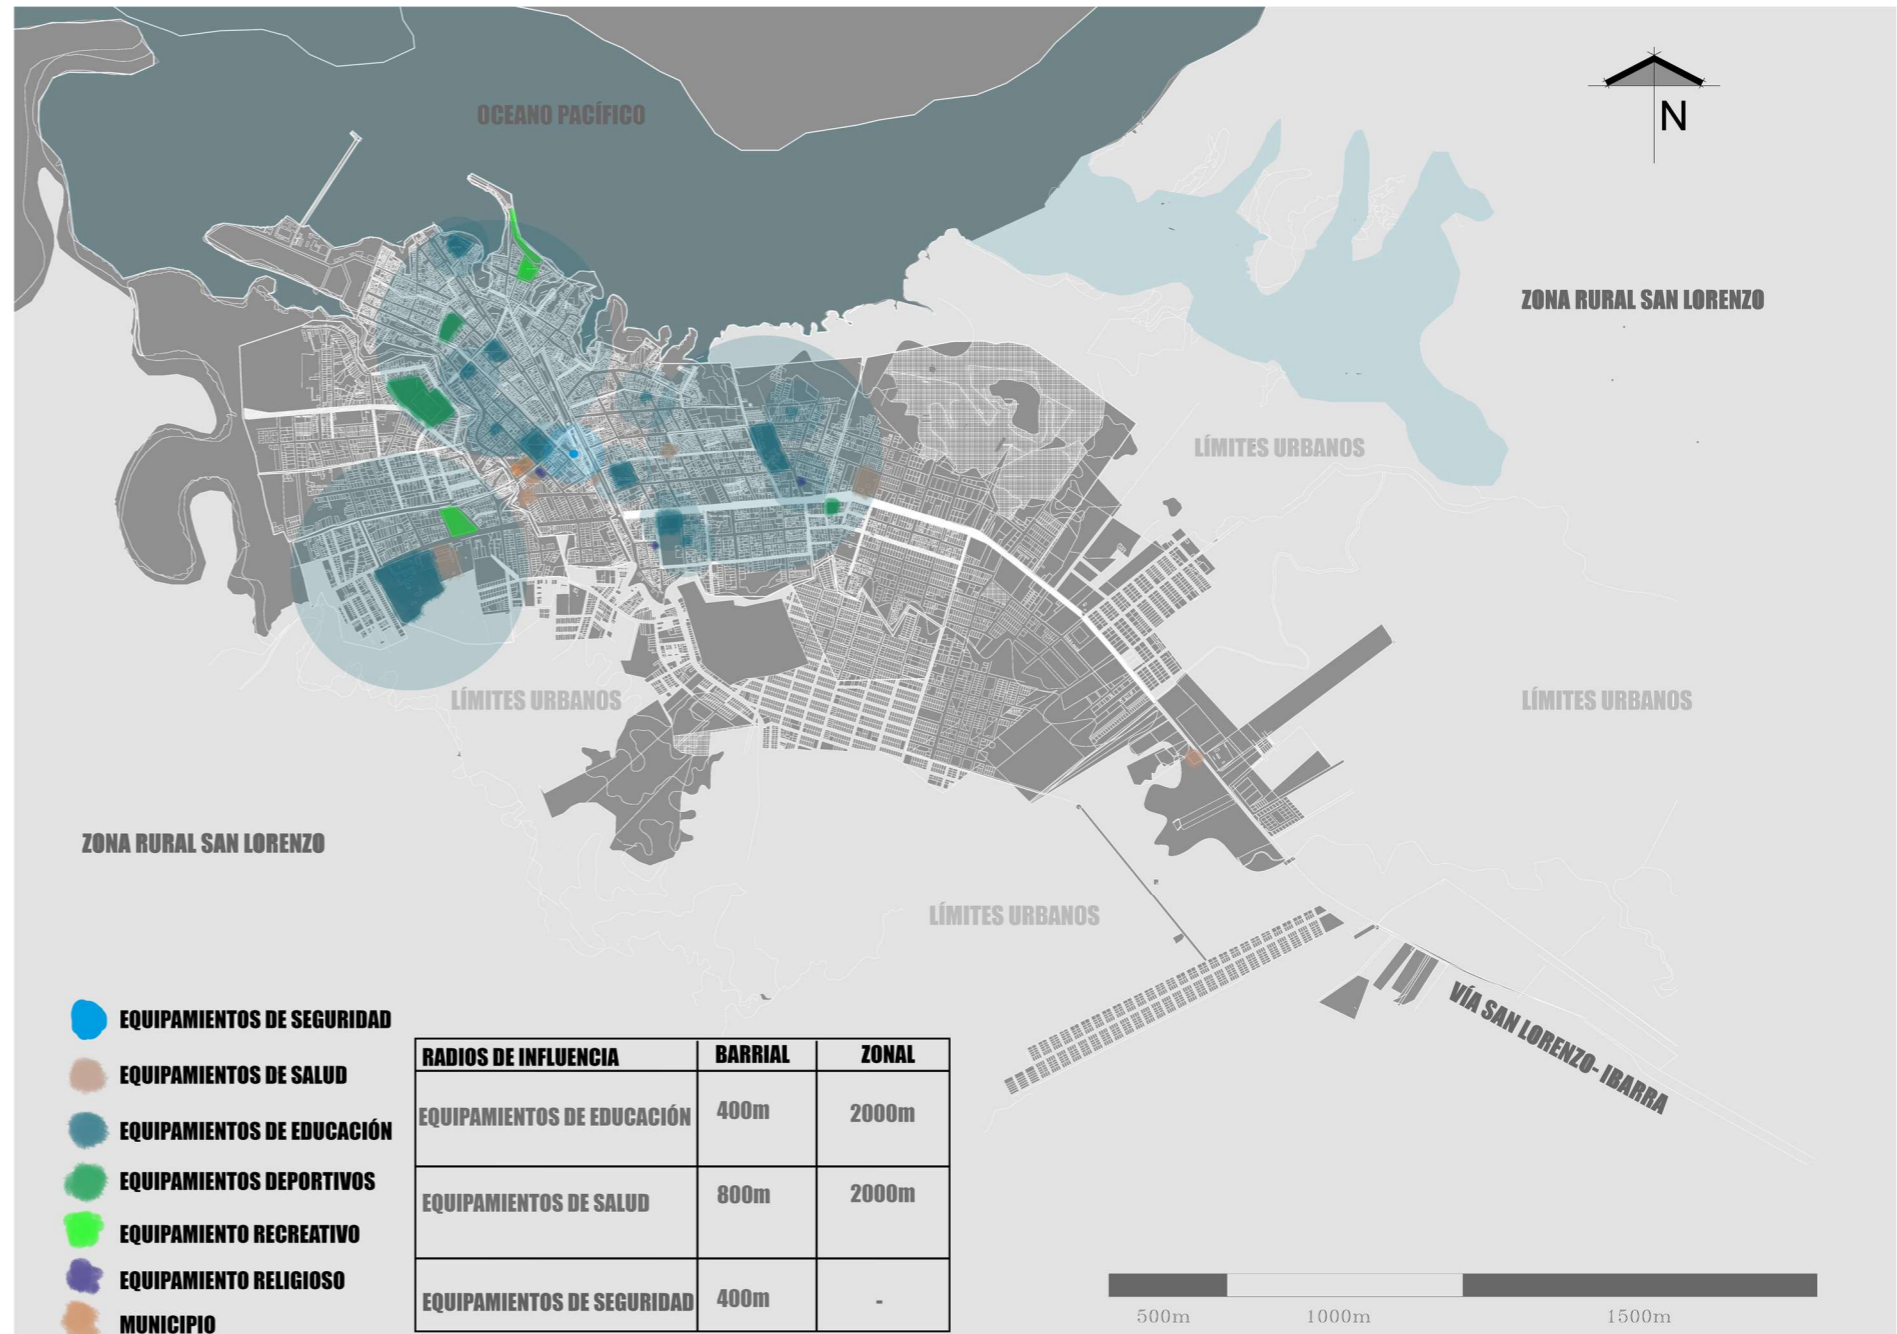 OCEANO PACÍFICO
N
ZONA RURAL SAN LORENZO
LÍMITES URBANOS
LÍMITES URBANOS
LÍMITES URBANOS
ZONA RURAL SAN LORENZO
LÍMITES URBANOS
VÍA SAN LORENZO- IBARRA
EQUIPAMIENTOS DE SEGURIDAD
EQUIPAMIENTOS DE SALUD
EQUIPAMIENTOS DE EDUCACIÓN
EQUIPAMIENTOS DEPORTIVOS
EQUIPAMIENTO RECREATIVO
EQUIPAMIENTO RELIGIOSO
MUNICIPIO
RADIOS DE INFLUENCIA BARRIAL ZONAL
EQUIPAMIENTOS DE EDUCACIÓN 400m 2000m
EQUIPAMIENTOS DE SALUD 800m 2000m
EQUIPAMIENTOS DE SEGURIDAD 400m -
500m 1000m 1500m